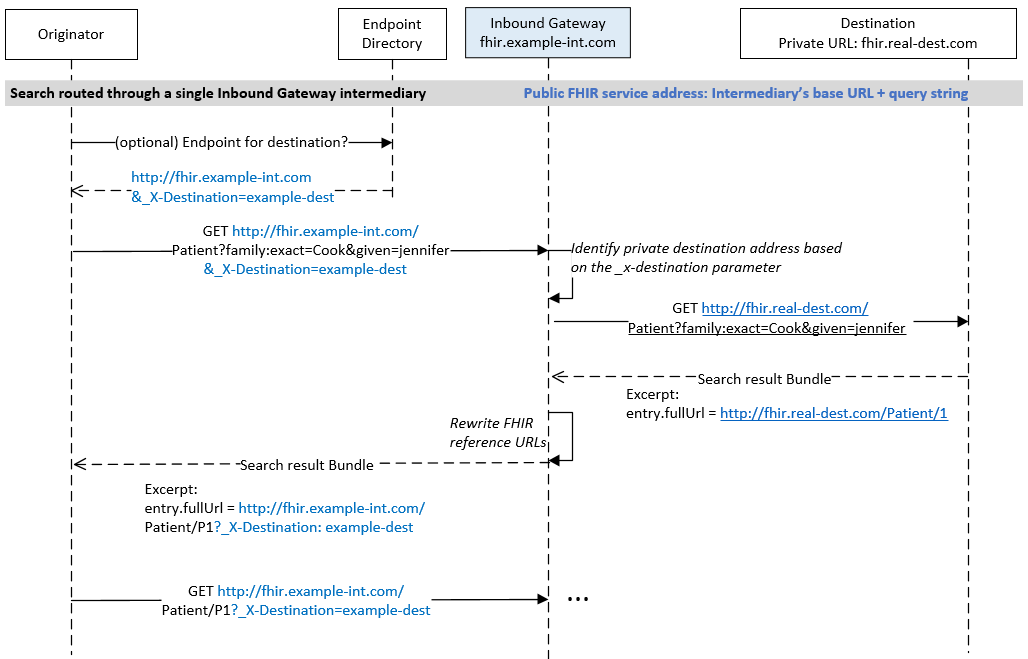 Originator
Endpoint
Directory
Inbound Gateway
fhir.example-int.com
Destination
Private URL: fhir.real-dest.com
Search routed through a single Inbound Gateway intermediary
Public FHIR service address: Intermediary's base URL + query string
(optional) Endpoint for destination?
http://fhir.example-int.com
&_X-Destination=example-dest
GET http://fhir.example-int.com/
Patient?family:exact=Cook&given=jennifer
&_X-Destination=example-dest
Identify private destination address based
on the _x-destination parameter
GET http://fhir.real-dest.com/
Patient?family:exact=Cook&given=jennifer
Search result Bundle
Excerpt:
entry.fullUrl = http://fhir.real-dest.com/Patient/1
Rewrite FHIR
reference URLs
Search result Bundle
Excerpt:
entry.fullUrl = http://fhir.example-int.com/
Patient/P1?_X-Destination: example-dest
GET http://fhir.example-int.com/
Patient/P1?_X-Destination=example-dest
...